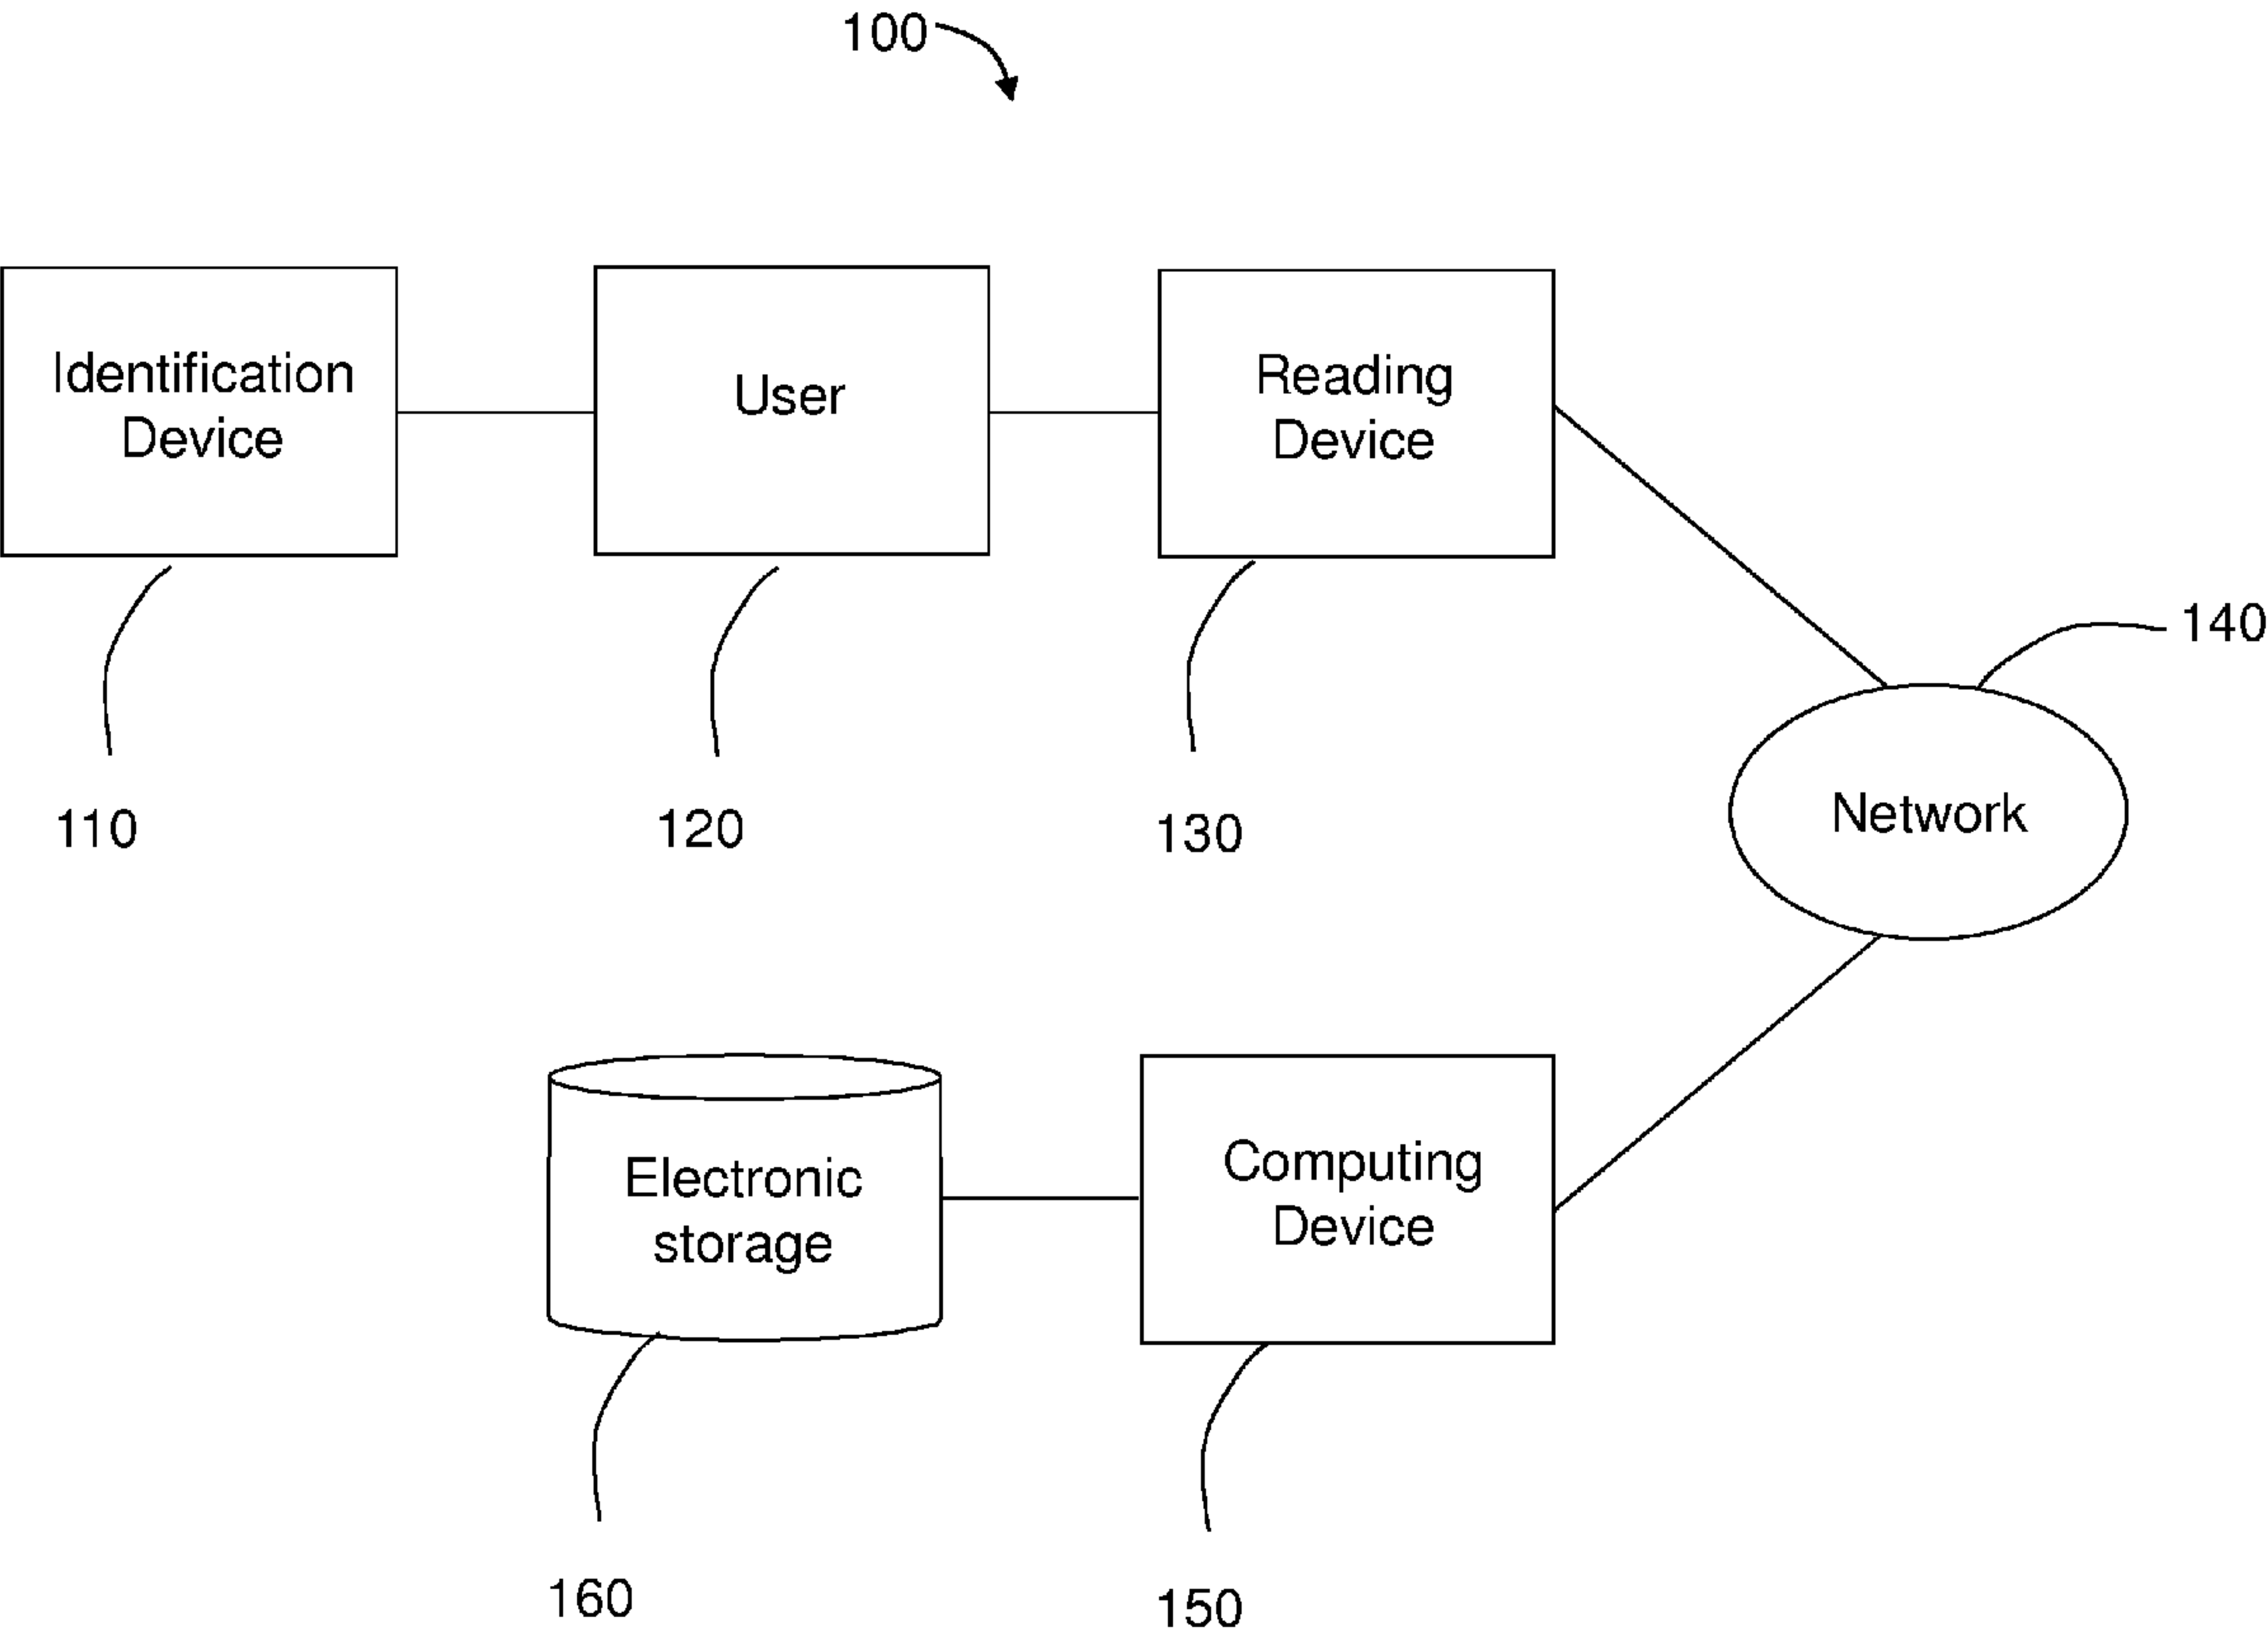 100
Identification
Device
User
Reading
Device
140
Network
110
120
130
Electronic
storage
Computing
Device
160
150